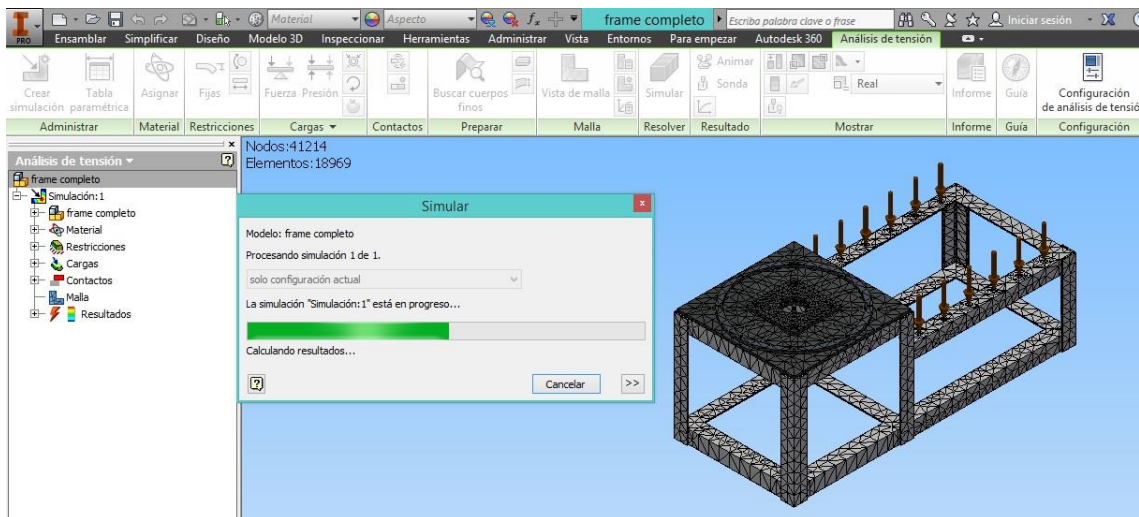 PRO
Material
Aspecto
fx
frame completo
Escriba palabra clave o frase
Iniciar sesión
Ensamblar Simplificar Diseño Modelo 3D Inspeccionar Herramientas Administrar Vista Entornos Para empezar Autodesk 360 Análisis de tensión
Crear simulación
Tabla paramétrica
Asignar
Fijas
Fuerza Presión
Buscar cuerpos finos
Vista de malla
Simular
Animar
Sonda
Real
Informe
Guía
Configuración
de análisis de tensió
Administrar Material Restricciones Cargas Contactos Preparar Malla Resolver Resultado Mostrar Informe Guía Configuración
Análisis de tensión
frame completo
Simulación:1
frame completo
Material
Restricciones
Cargas
Contactos
Malla
Resultados
Nodos:41214
Elementos:18969
Simular
x
Modelo: frame completo
Procesando simulación 1 de 1.
solo configuración actual
La simulación "Simulación:1" está en progreso...
Calculando resultados...
?
Cancelar
>>